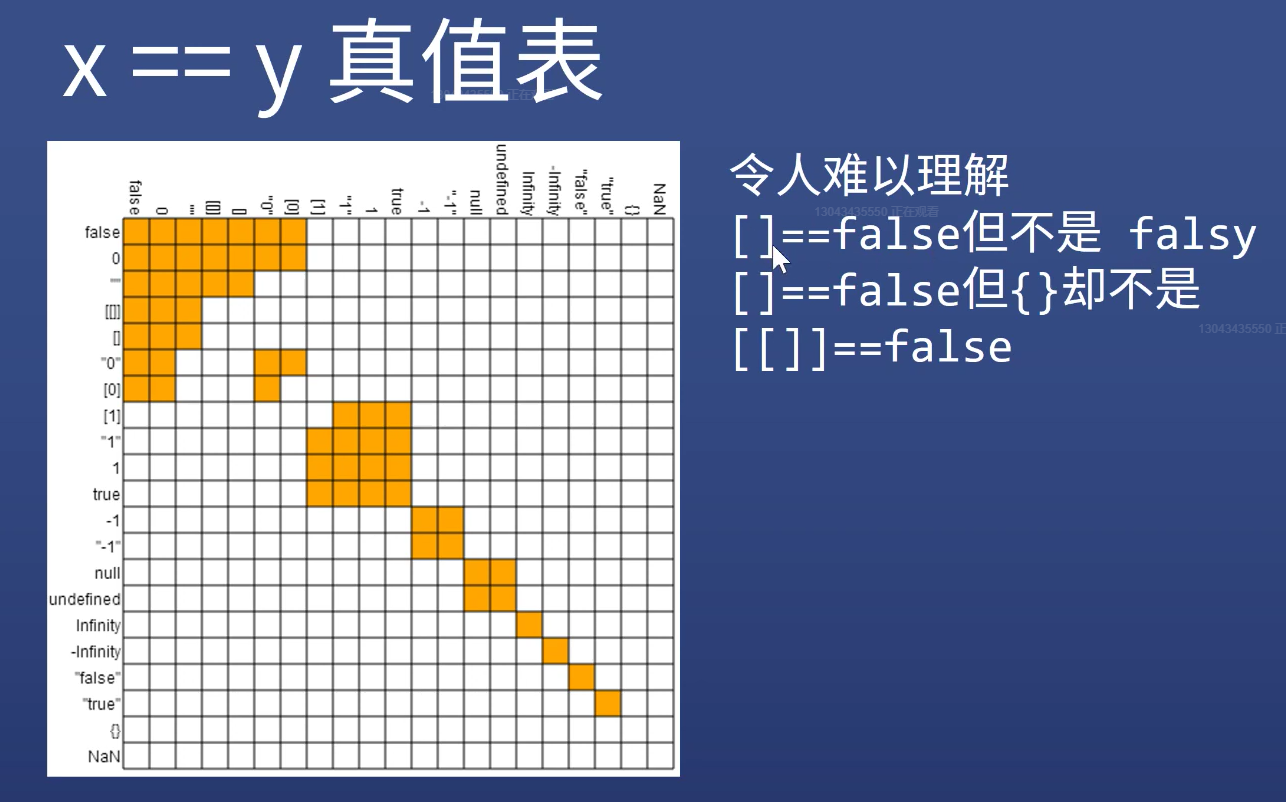 x == y 真值表
13043435550 正在观看
令人难以理解
[]==false但不是 falsy
[]==false但{}却不是
[[]]==false
13043435550 正
false
0
""
[[]]
[]
"0"
[0]
[1]
"1"
1
true
-1
"-1"
null
undefined
Infinity
-Infinity
"false"
"true"
{}
NaN
false
0
""
[[]]
[]
"0"
[0]
[1]
"1"
1
true
-1
"-1"
null
undefined
Infinity
-Infinity
"false"
"true"
{}
NaN